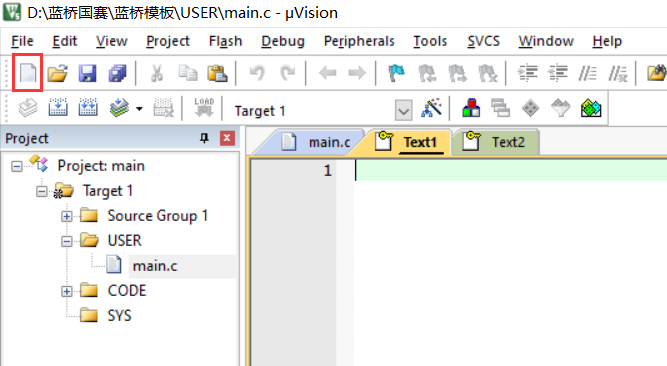 D:\蓝桥国赛\蓝桥模板\USER\main.c - µVision
File Edit View Project Flash Debug Peripherals Tools SVCS Window Help
LOAD Target 1
Project
main.c Text1 Text2
Project: main
1
Target 1
Source Group 1
USER
main.c
CODE
SYS